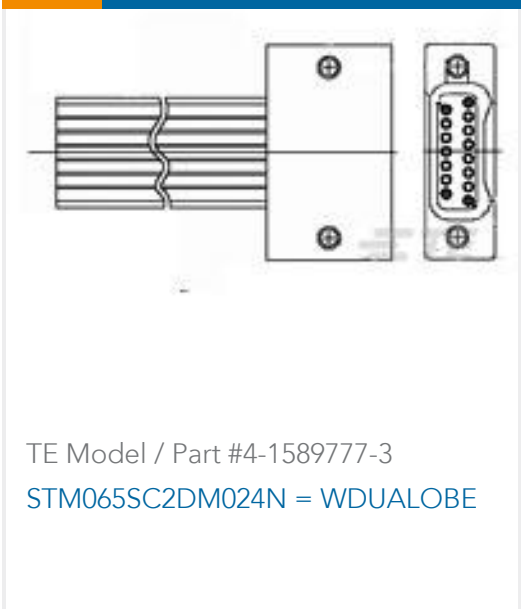 TE Model / Part #4-1589777-3
STM065SC2DM024N = WDUALOBE